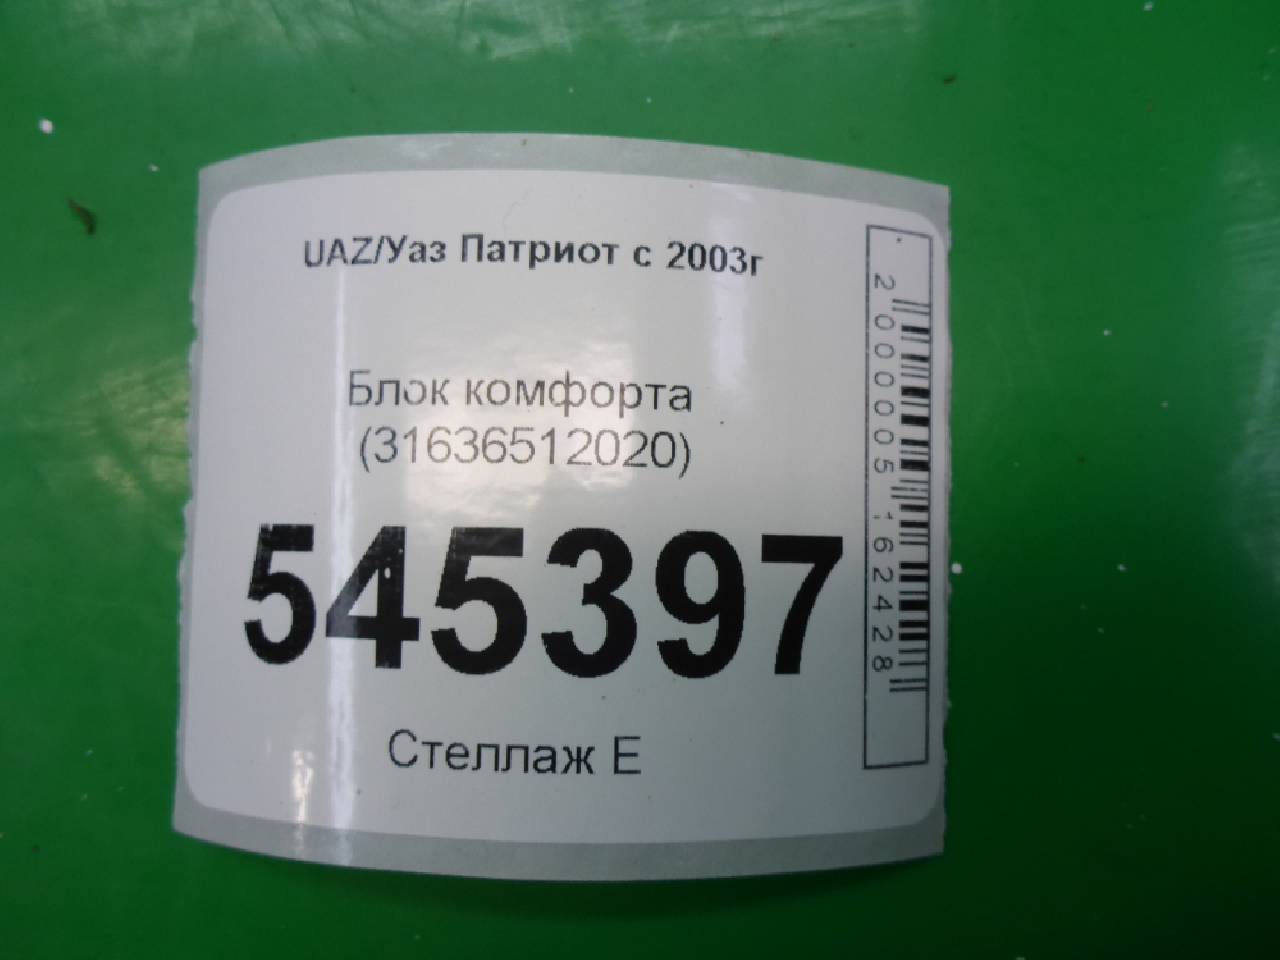 UAZ/Уаз Патриот с 2003г
Блок комфорта
(31636512020)
545397
Стеллаж Е
2000005162428